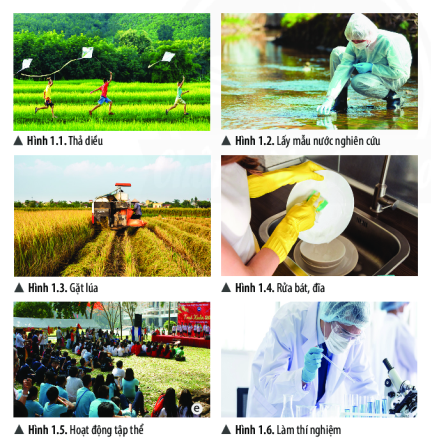 ▲ Hình 1.1. Thả diều
▲ Hình 1.2. Lấy mẫu nước nghiên cứu
▲ Hình 1.3. Gặt lúa
▲ Hình 1.4. Rửa bát, đĩa
e
▲ Hình 1.5. Hoạt động tập thể
▲ Hình 1.6. Làm thí nghiệm